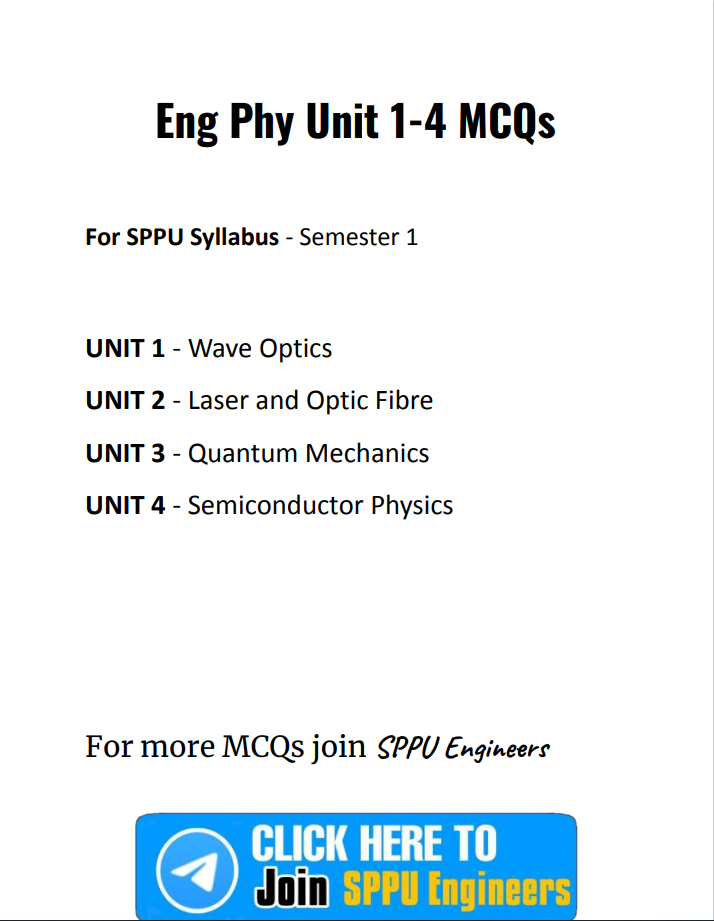 Eng Phy Unit 1-4 MCQs
For SPPU Syllabus - Semester 1
UNIT 1 - Wave Optics
UNIT 2 - Laser and Optic Fibre
UNIT 3 - Quantum Mechanics
UNIT 4 - Semiconductor Physics
For more MCQs join SPPU Engineers
CLICK HERE TO
Join SPPU Engineers